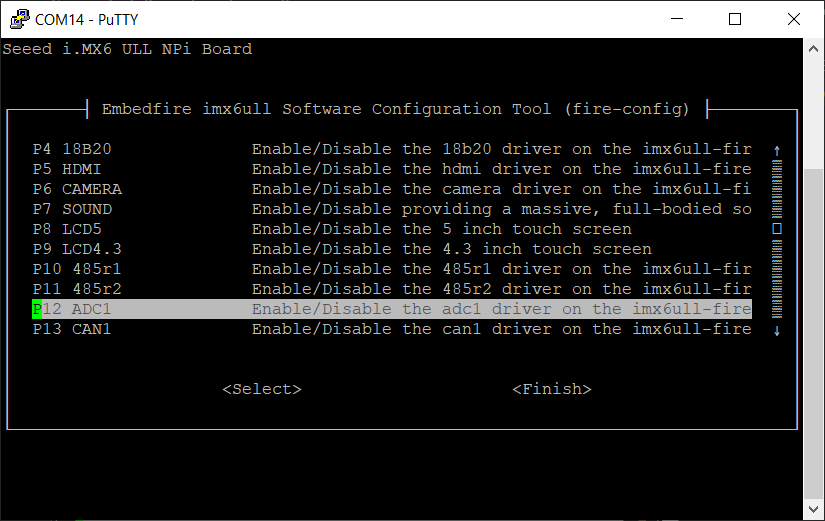 COM14 - PuTTY
Seeed i.MX6 ULL NPi Board
Embedfire imx6ull Software Configuration Tool (fire-config)
P4 18B20 Enable/Disable the 18b20 driver on the imx6ull-fir
P5 HDMI Enable/Disable the hdmi driver on the imx6ull-fire
P6 CAMERA Enable/Disable the camera driver on the imx6ull-fi
P7 SOUND Enable/Disable providing a massive, full-bodied so
P8 LCD5 Enable/Disable the 5 inch touch screen
P9 LCD4.3 Enable/Disable the 4.3 inch touch screen
P10 485r1 Enable/Disable the 485r1 driver on the imx6ull-fir
P11 485r2 Enable/Disable the 485r2 driver on the imx6ull-fir
P12 ADC1 Enable/Disable the adc1 driver on the imx6ull-fire
P13 CAN1 Enable/Disable the can1 driver on the imx6ull-fire
<Select> <Finish>